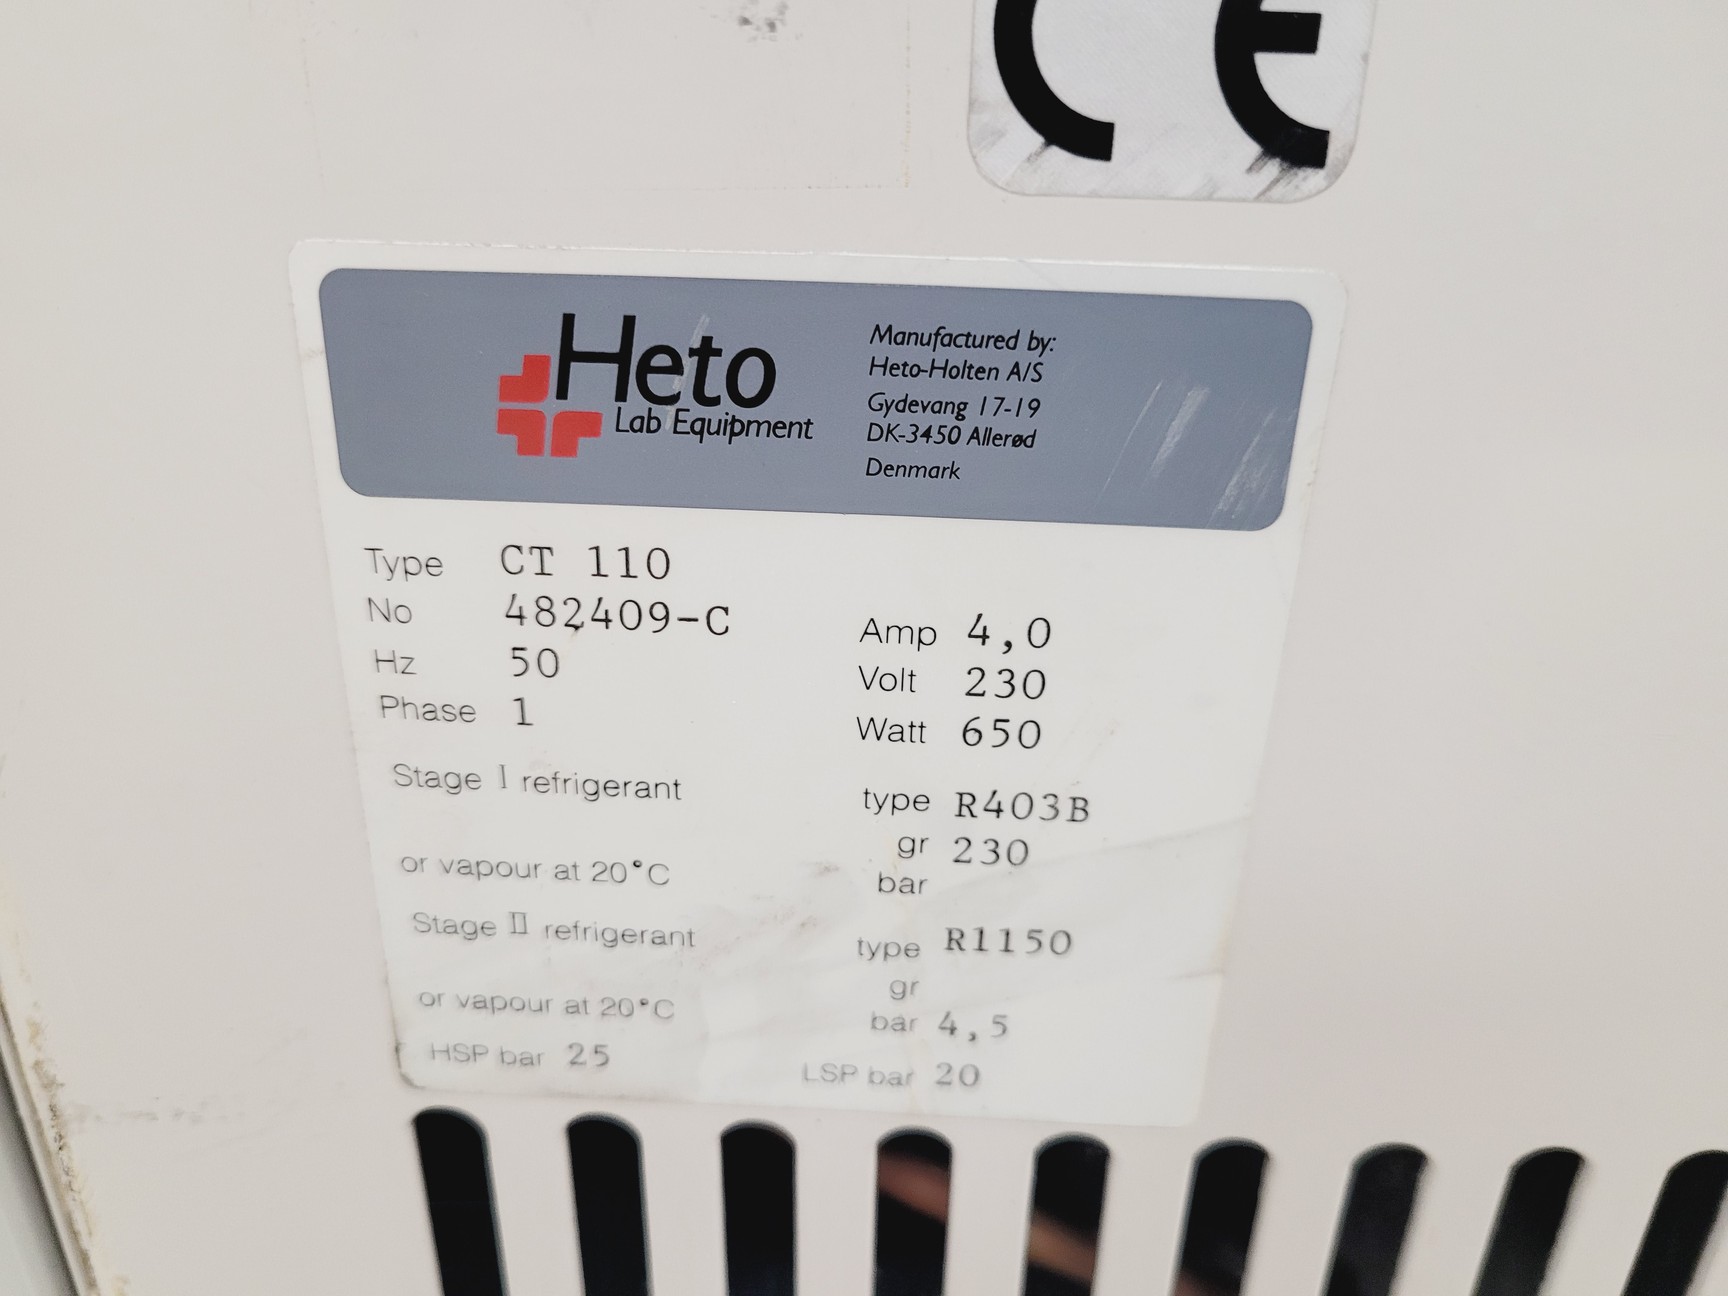 CE
Heto
Lab Equipment
Manufactured by:
Heto-Holten A/S
Gydevang 17-19
DK-3450 Allerød
Denmark
Type CT 110
No 482409-C
Hz 50
Phase 1
Amp 4,0
Volt 230
Watt 650
Stage I refrigerant type R403B
gr 230
or vapour at 20°C bar
Stage II refrigerant type R1150
gr
or vapour at 20°C bar 4,5
HSP bar 25 LSP bar 20